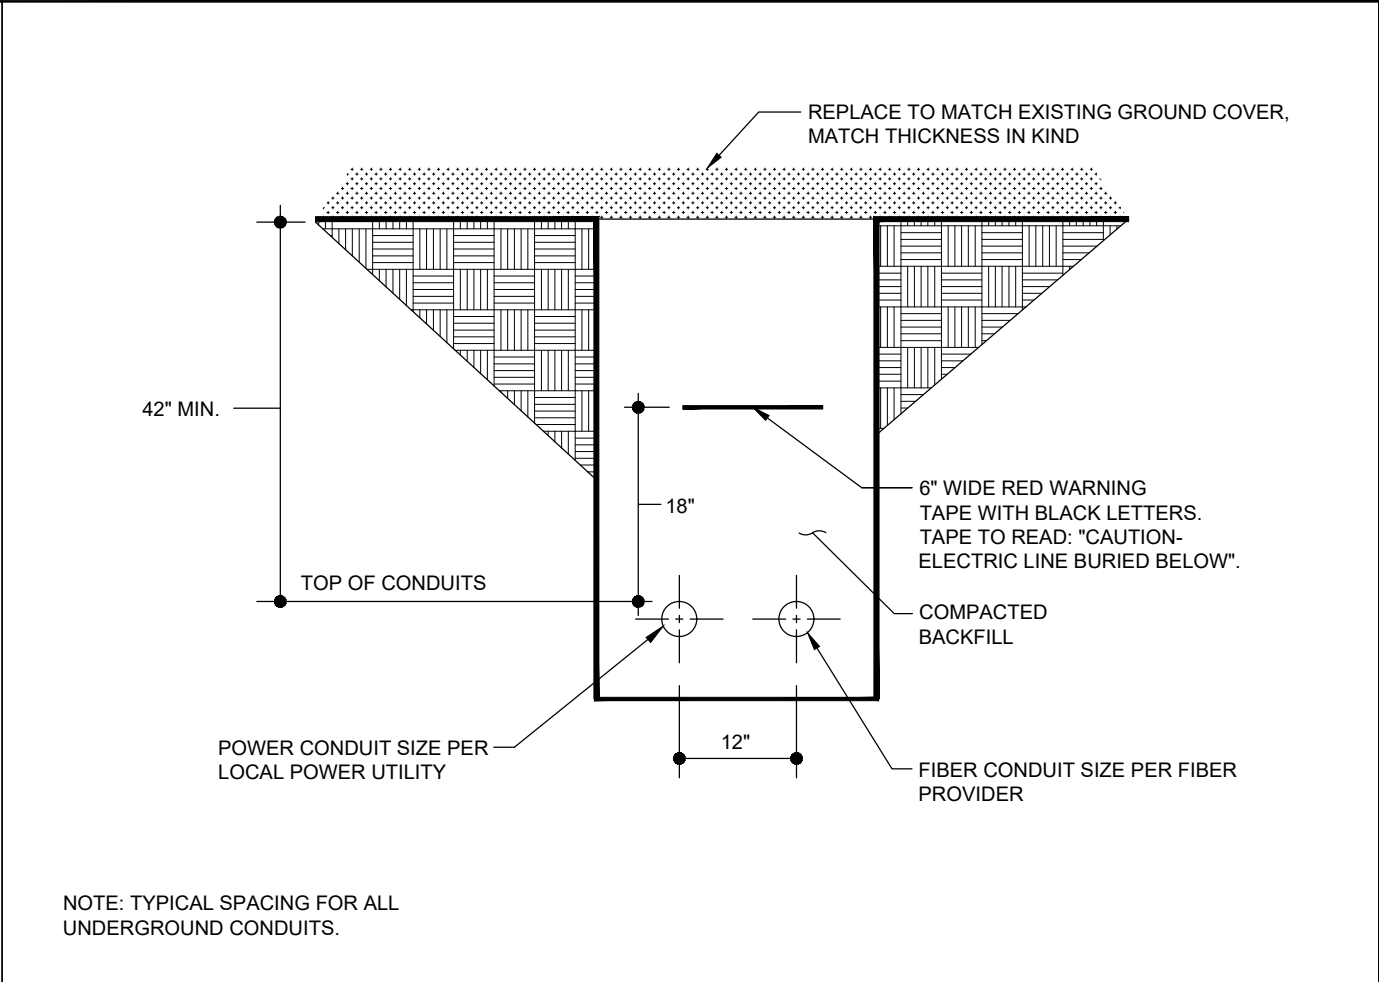 REPLACE TO MATCH EXISTING GROUND COVER,
MATCH THICKNESS IN KIND
42" MIN.
18"
6" WIDE RED WARNING
TAPE WITH BLACK LETTERS.
TAPE TO READ: "CAUTION-
ELECTRIC LINE BURIED BELOW".
TOP OF CONDUITS
COMPACTED
BACKFILL
12"
POWER CONDUIT SIZE PER
LOCAL POWER UTILITY
FIBER CONDUIT SIZE PER FIBER
PROVIDER
NOTE: TYPICAL SPACING FOR ALL
UNDERGROUND CONDUITS.